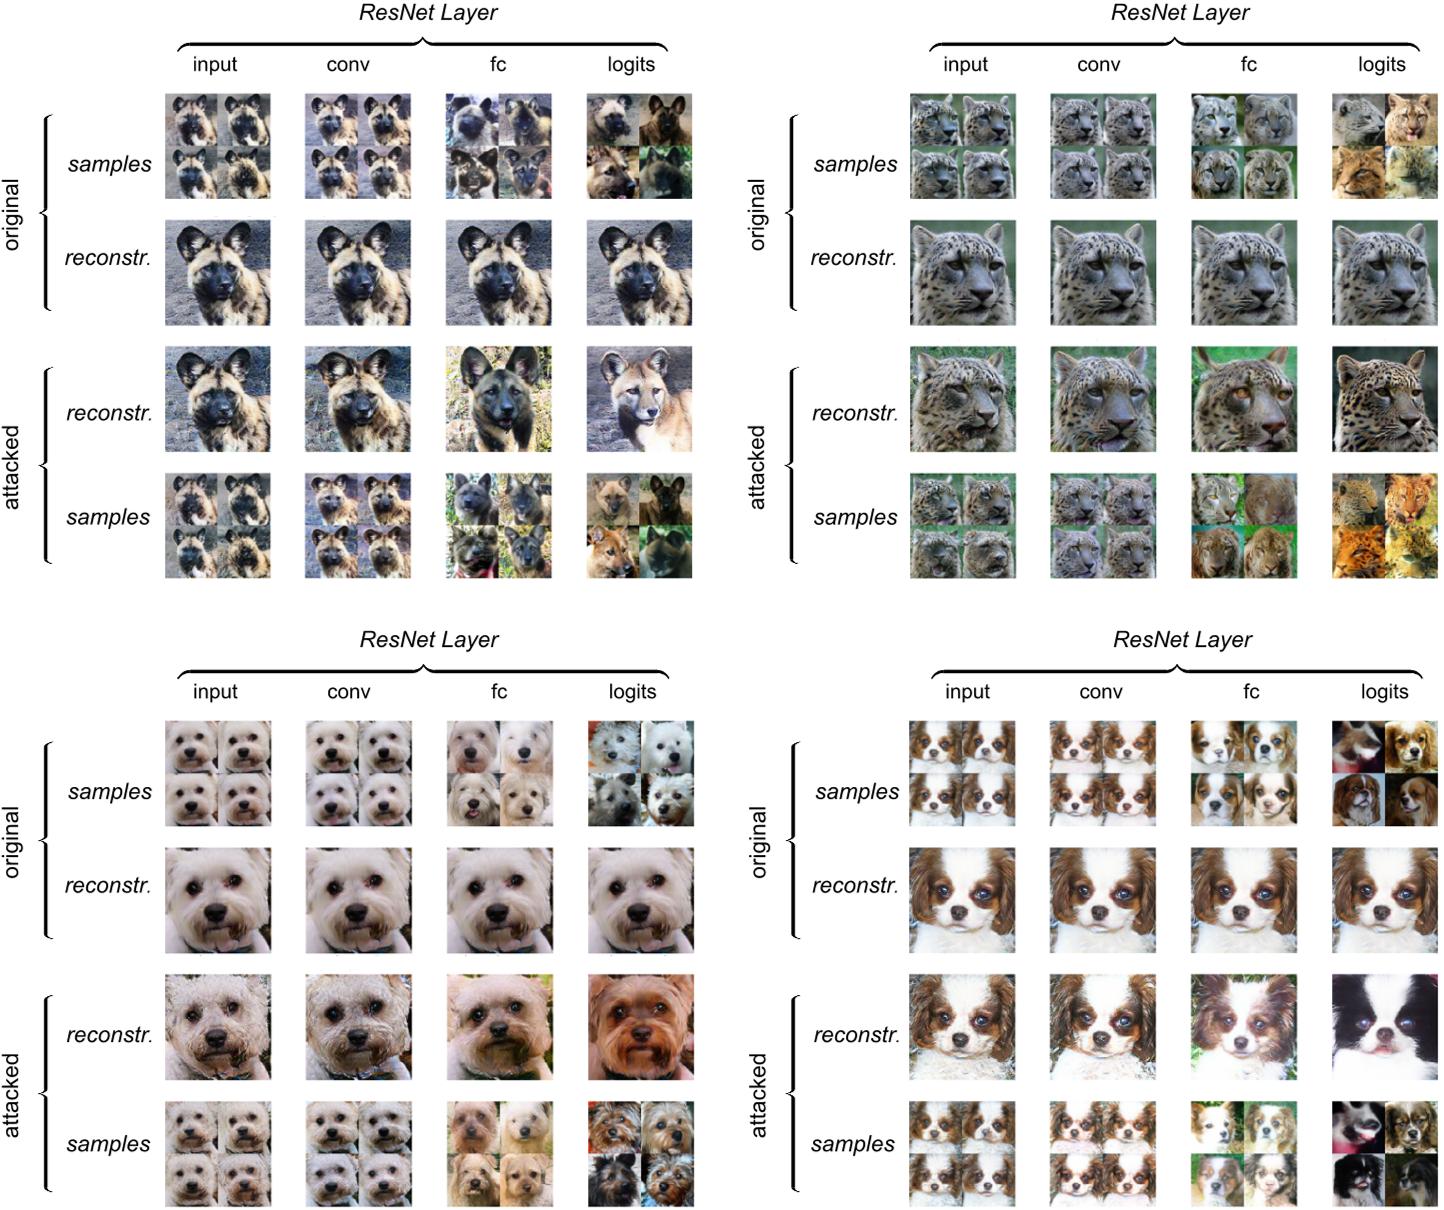 ResNet Layer
input conv fc logits
original
samples
reconstr.
attacked
reconstr.
samples
ResNet Layer
input conv fc logits
original
samples
reconstr.
attacked
reconstr.
samples
ResNet Layer
input conv fc logits
original
samples
reconstr.
attacked
reconstr.
samples
ResNet Layer
input conv fc logits
original
samples
reconstr.
attacked
reconstr.
samples